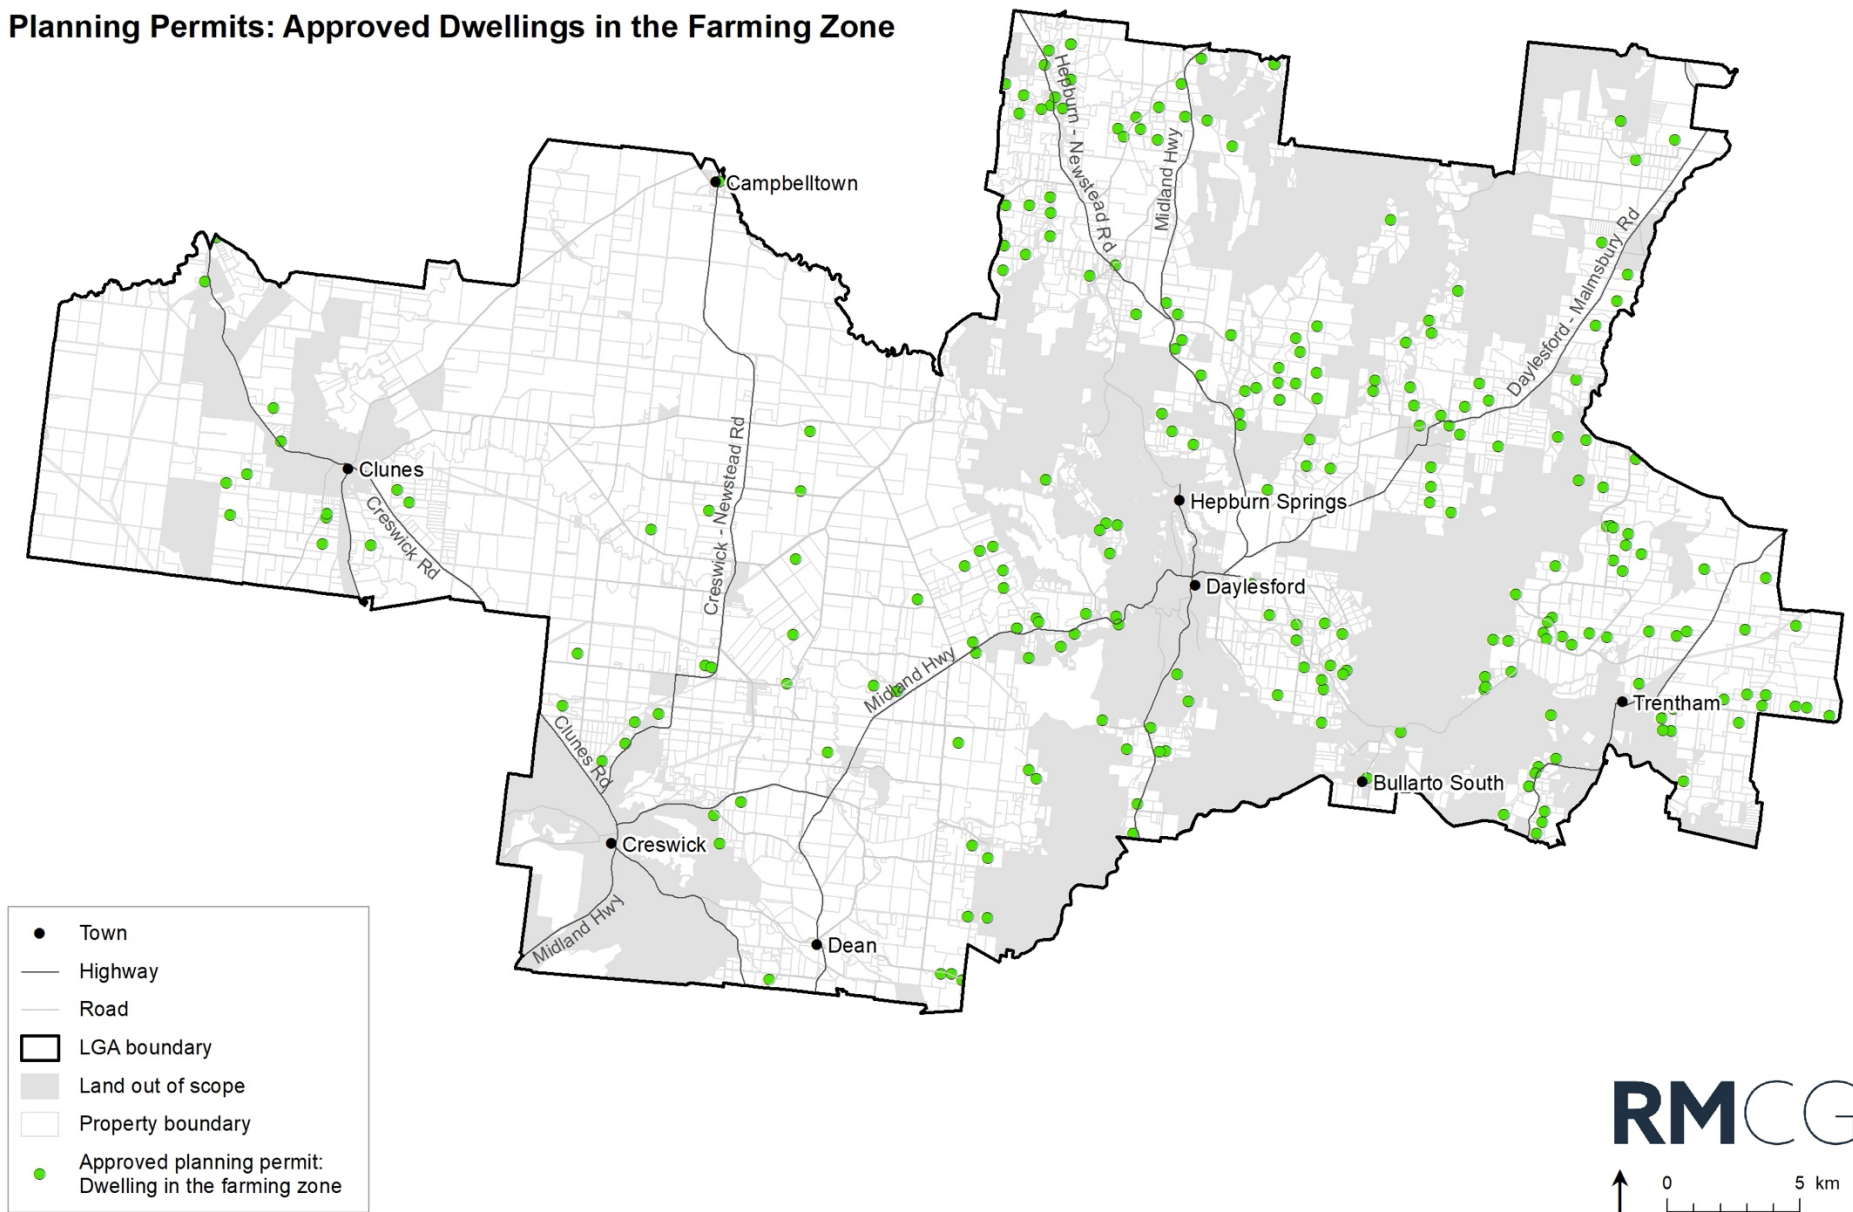 Planning Permits: Approved Dwellings in the Farming Zone
Hepburn - Newstead Rd
Midland Hwy
Campbelltown
Daylesford - Malmsbury Rd
Clunes
Creswick Rd
Creswick - Newstead Rd
Hepburn Springs
Daylesford
Midland Hwy
Trentham
Clunes Rd
Bullarto South
Creswick
Midland Hwy
Dean
Town
Highway
Road
LGA boundary
Land out of scope
Property boundary
Approved planning permit:
Dwelling in the farming zone
RMCG
0 5 km